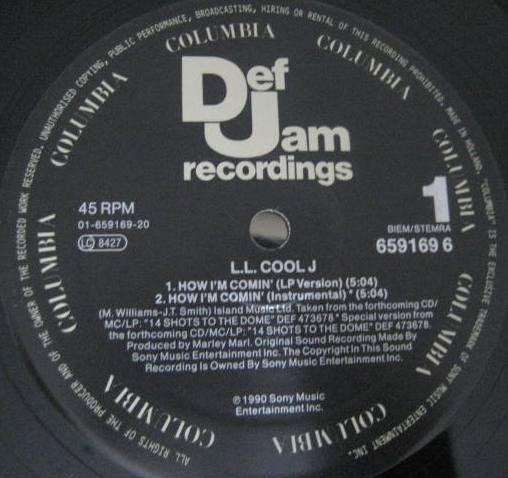 ALL RIGHTS OF THE PRODUCER AND OF THE OWNER OF THE RECORDED WORK RESERVED. UNAUTHORISED COPYING, PUBLIC PERFORMANCE, BROADCASTING, HIRING OR RENTAL OF THIS RECORDING PROHIBITED. MADE IN HOLLAND. "COLUMBIA" IS THE EXCLUSIVE TRADEMARK OF SONY MUSIC ENTERTAINMENT INC.
COLUMBIA
COLUMBIA
COLUMBIA
COLUMBIA
COLUMBIA
COLUMBIA
COLUMBIA
COLUMBIA
COLUMBIA
COLUMBIA
Def
Jam
recordings
45 RPM
01-659169-20
LC 8427
1
BIEM/STEMRA
659169 6
L.L. COOL J
1. HOW I'M COMIN' (LP Version) (5:04)
2. HOW I'M COMIN' (Instrumental) * (5:04)
(M. Williams-J.T. Smith) Island Music Ltd. Taken from the forthcoming CD/
MC/LP: "14 SHOTS TO THE DOME" DEF 473678. * Special version from
the forthcoming CD/MC/LP: "14 SHOTS TO THE DOME" DEF 473678.
Produced by Marley Marl. Original Sound Recording Made By
Sony Music Entertainment Inc. The Copyright In This Sound
Recording Is Owned By Sony Music Entertainment Inc.
℗ 1990 Sony Music
Entertainment Inc.